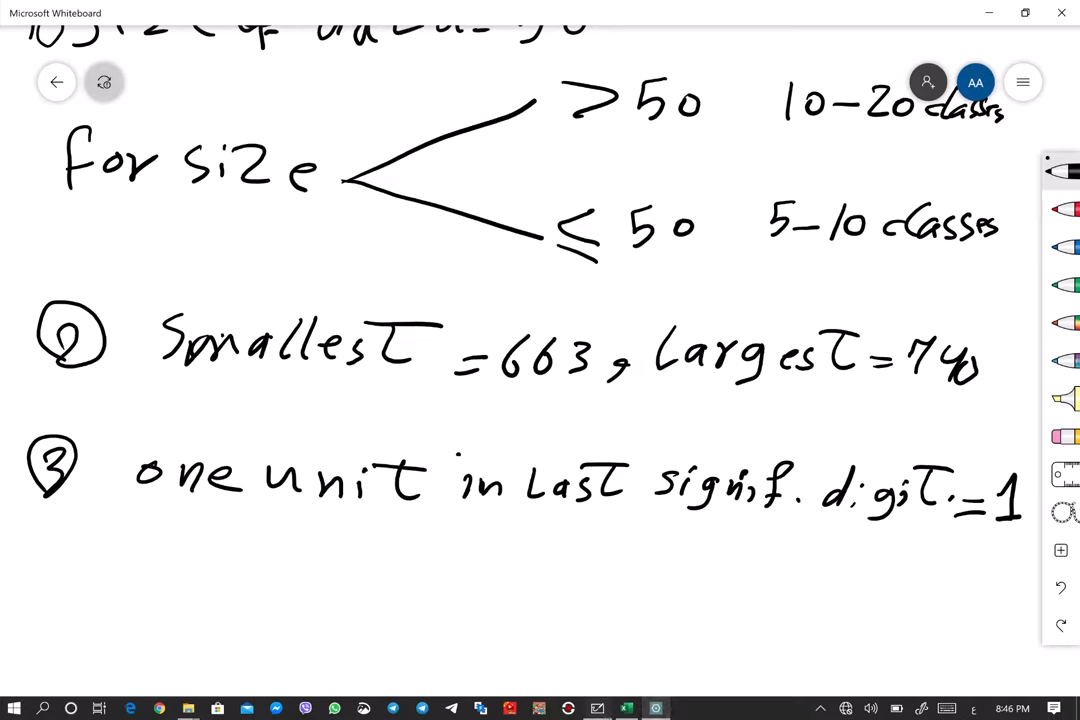 Microsoft Whiteboard
AA
> 50 10-20 classes
For size
≤ 50 5-10 classes
② Smallest = 663, Largest = 740
③ one unit in Last signif. digit. = 1
8:46 PM